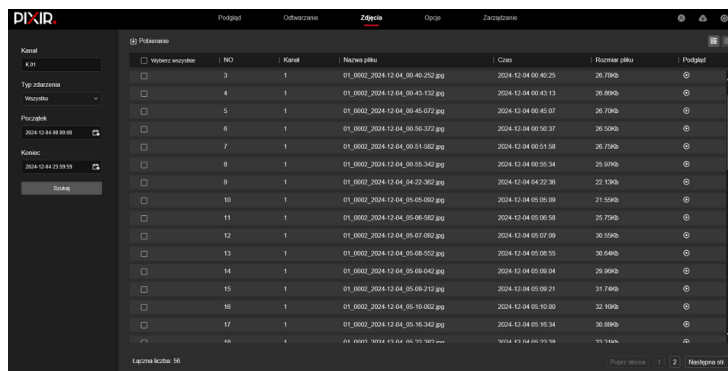 PIXIR.
Podgląd Odtwarzanie Zdjęcia Opcje Zarządzanie
Pobieranie
Kanał
K.01
Typ zdarzenia
Wszystko
Początek
2024-12-04 00:00:00
Koniec
2024-12-04 23:59:59
Szukaj
Wybierz wszystkie NO Kanał Nazwa pliku Czas Rozmiar pliku Podgląd
3 1 01_0002_2024-12-04_00-40-252.jpg 2024-12-04 00:40:25 26.78Kb
4 1 01_0002_2024-12-04_00-43-132.jpg 2024-12-04 00:43:13 26.86Kb
5 1 01_0002_2024-12-04_00-45-072.jpg 2024-12-04 00:45:07 26.70Kb
6 1 01_0002_2024-12-04_00-50-372.jpg 2024-12-04 00:50:37 26.50Kb
7 1 01_0002_2024-12-04_00-51-582.jpg 2024-12-04 00:51:58 26.75Kb
8 1 01_0002_2024-12-04_00-55-342.jpg 2024-12-04 00:55:34 25.97Kb
9 1 01_0002_2024-12-04_04-22-362.jpg 2024-12-04 04:22:36 22.13Kb
10 1 01_0002_2024-12-04_05-05-092.jpg 2024-12-04 05:05:09 21.55Kb
11 1 01_0002_2024-12-04_05-06-582.jpg 2024-12-04 05:06:58 25.75Kb
12 1 01_0002_2024-12-04_05-07-092.jpg 2024-12-04 05:07:09 30.55Kb
13 1 01_0002_2024-12-04_05-08-552.jpg 2024-12-04 05:08:55 30.64Kb
14 1 01_0002_2024-12-04_05-09-042.jpg 2024-12-04 05:09:04 29.96Kb
15 1 01_0002_2024-12-04_05-09-212.jpg 2024-12-04 05:09:21 31.74Kb
16 1 01_0002_2024-12-04_05-10-002.jpg 2024-12-04 05:10:00 32.16Kb
17 1 01_0002_2024-12-04_05-16-342.jpg 2024-12-04 05:16:34 30.88Kb
18 1 01_0002_2024-12-04_05-22-382.jpg 2024-12-04 05:22:38
Łączna liczba: 56
Poprz strona 1 2 Następna str.